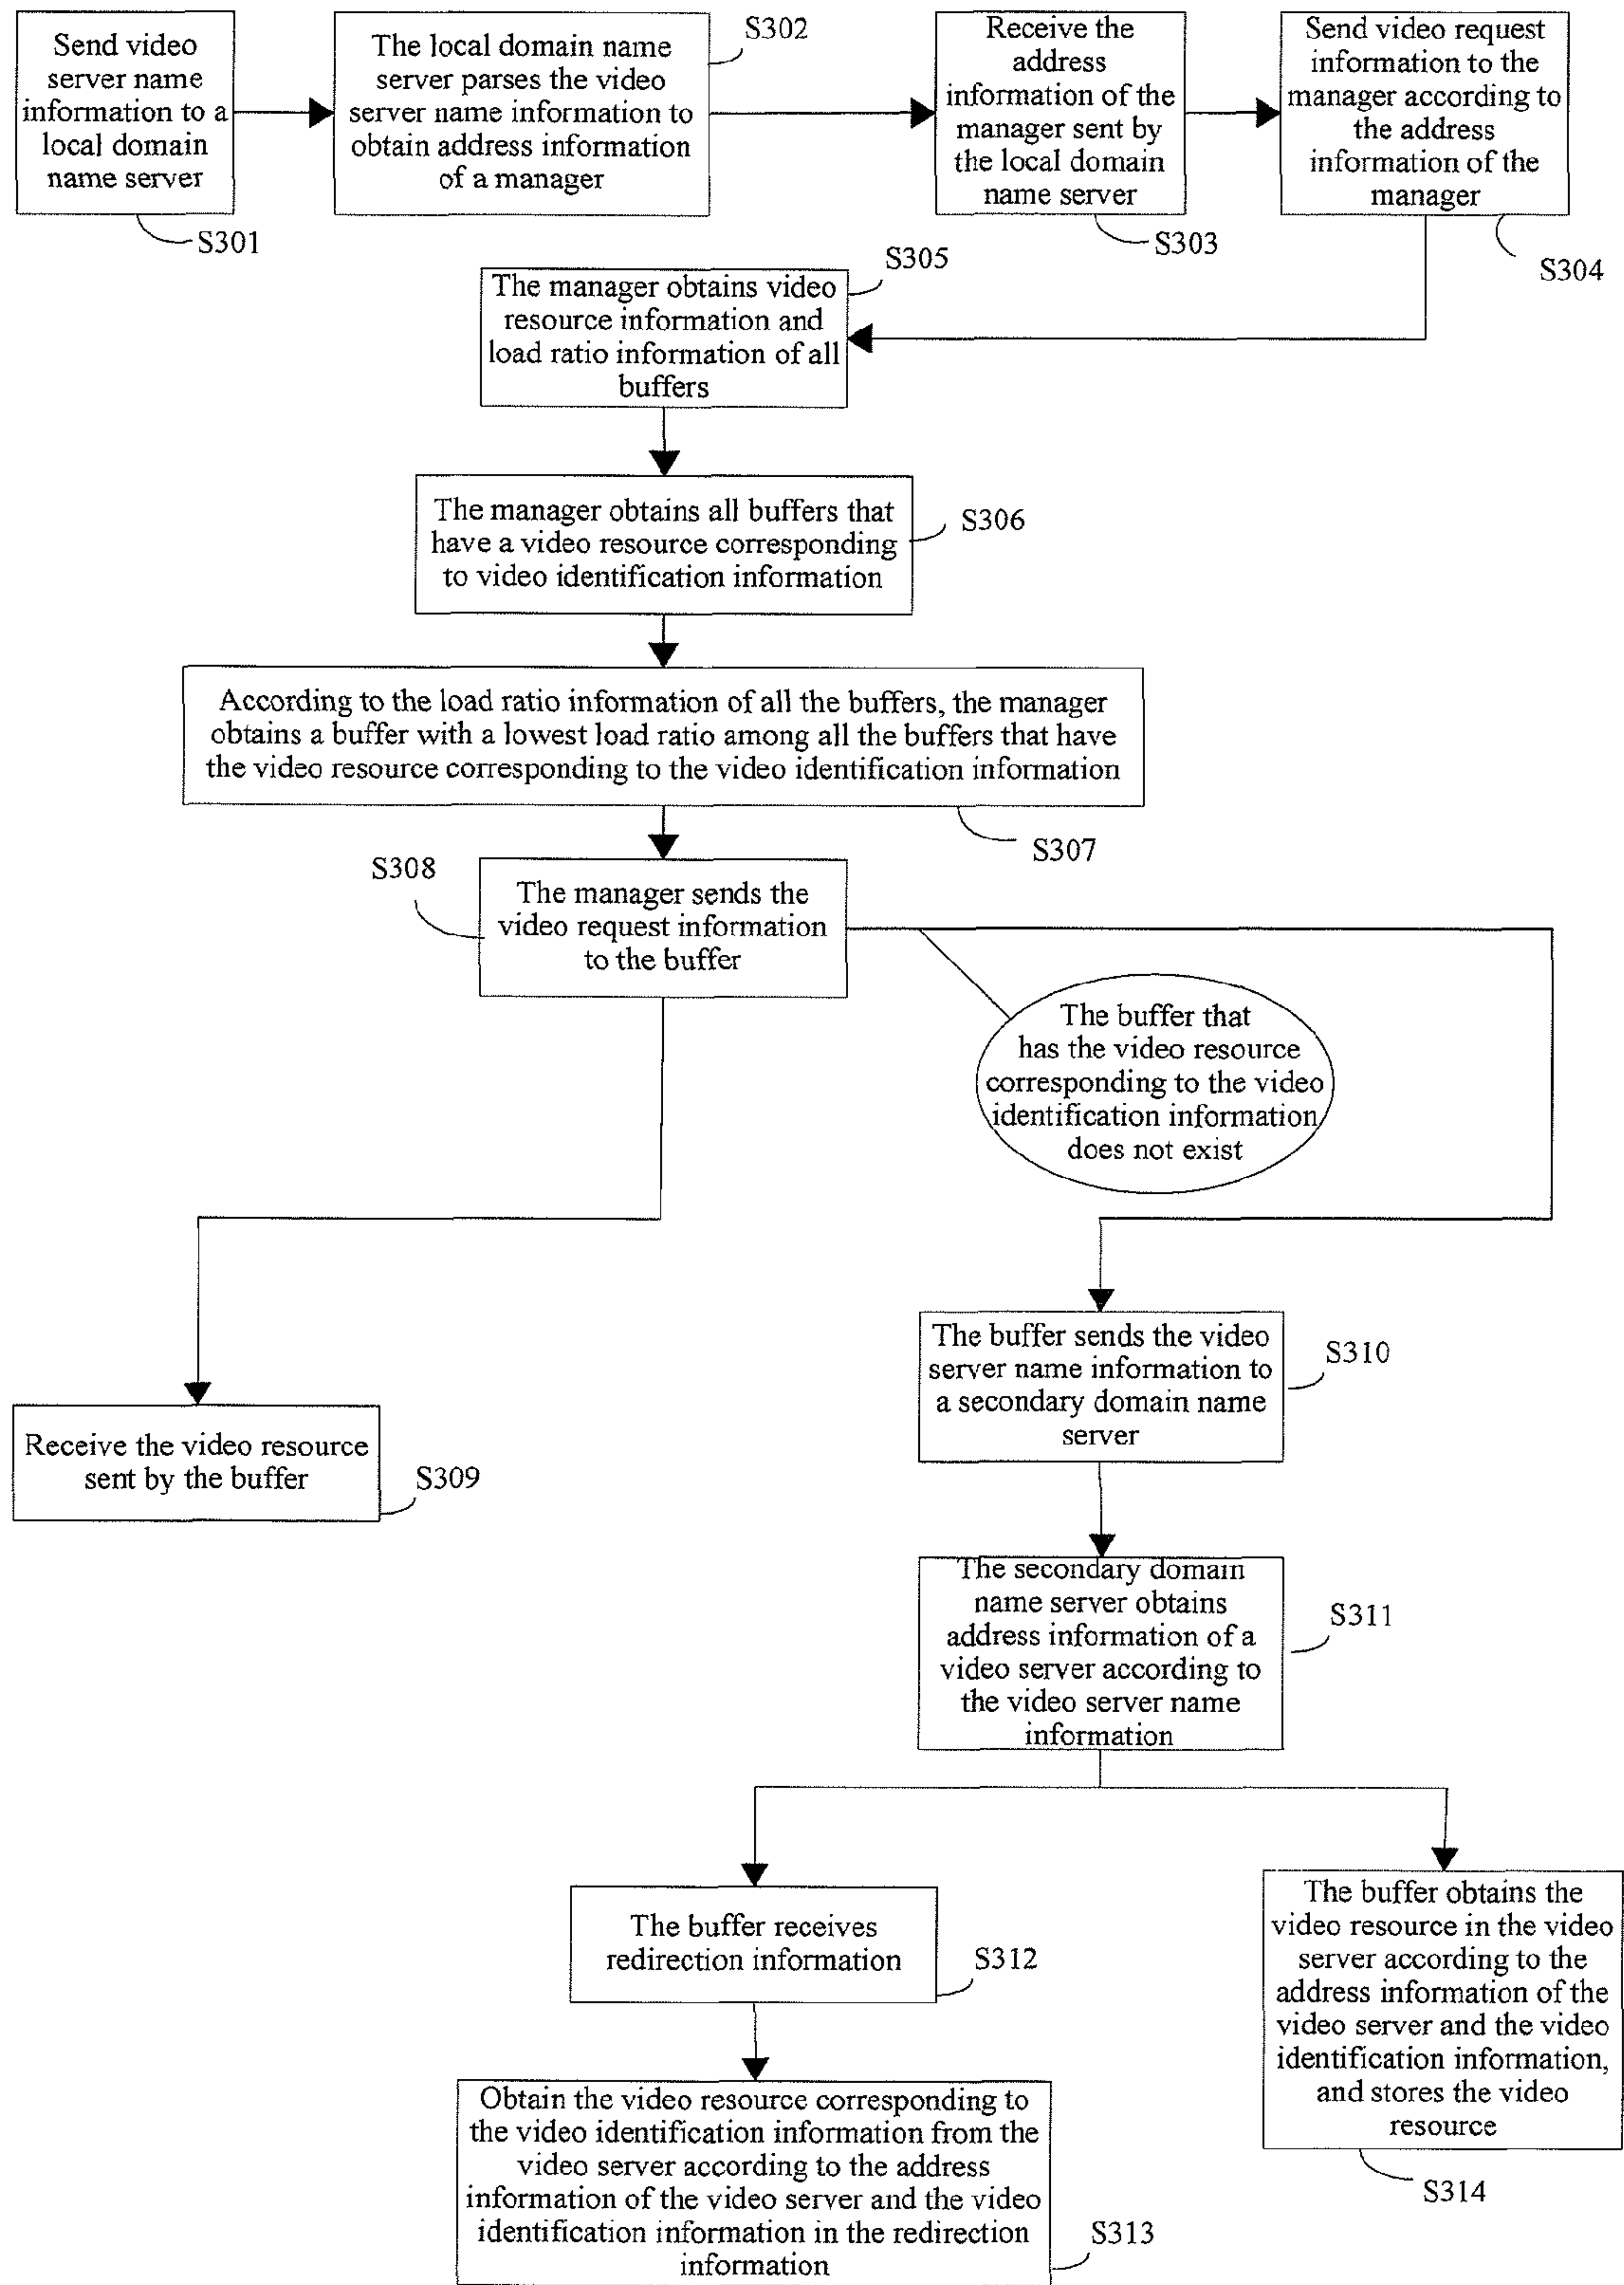 Send video
server name
information to a
local domain
name server
S301
The local domain name
server parses the video
server name information to
obtain address information
of a manager
S302
Receive the
address
information of the
manager sent by
the local domain
name server
S303
Send video request
information to the
manager according to
the address
information of the
manager
S304
The manager obtains video
resource information and
load ratio information of all
buffers
S305
The manager obtains all buffers that
have a video resource corresponding
to video identification information
S306
According to the load ratio information of all the buffers, the manager
obtains a buffer with a lowest load ratio among all the buffers that have
the video resource corresponding to the video identification information
S307
S308
The manager sends the
video request information
to the buffer
The buffer that
has the video resource
corresponding to the video
identification information
does not exist
Receive the video resource
sent by the buffer
S309
The buffer sends the video
server name information to
a secondary domain name
server
S310
The secondary domain
name server obtains
address information of a
video server according to
the video server name
information
S311
The buffer receives
redirection information
S312
Obtain the video resource corresponding to
the video identification information from the
video server according to the address
information of the video server and the video
identification information in the redirection
information
S313
The buffer obtains the
video resource in the video
server according to the
address information of the
video server and the video
identification information,
and stores the video
resource
S314